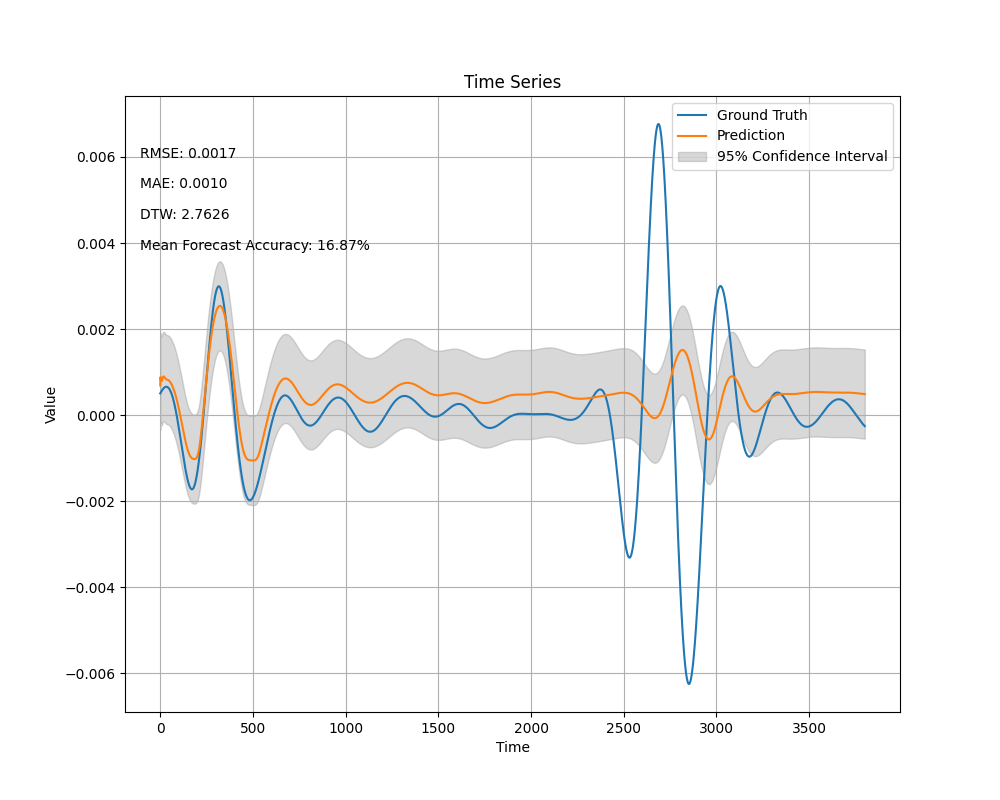 Time Series
Ground Truth
Prediction
95% Confidence Interval
RMSE: 0.0017
MAE: 0.0010
DTW: 2.7626
Mean Forecast Accuracy: 16.87%
Value
0.006
0.004
0.002
0.000
−0.002
−0.004
−0.006
0 500 1000 1500 2000 2500 3000 3500
Time